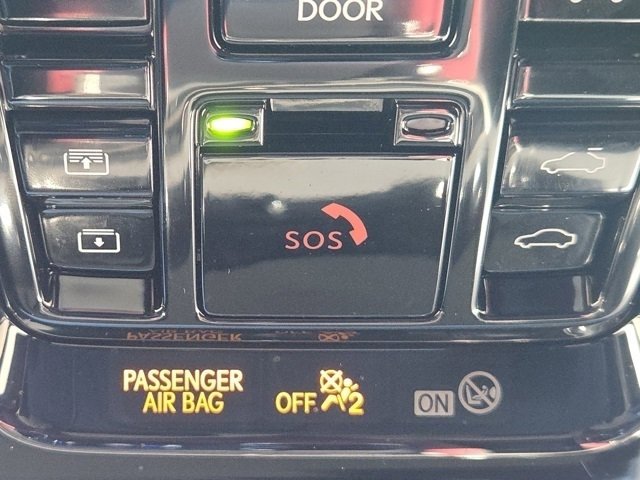 DOOR
SOS
PASSENGER
AIR BAG
OFF 2
ON